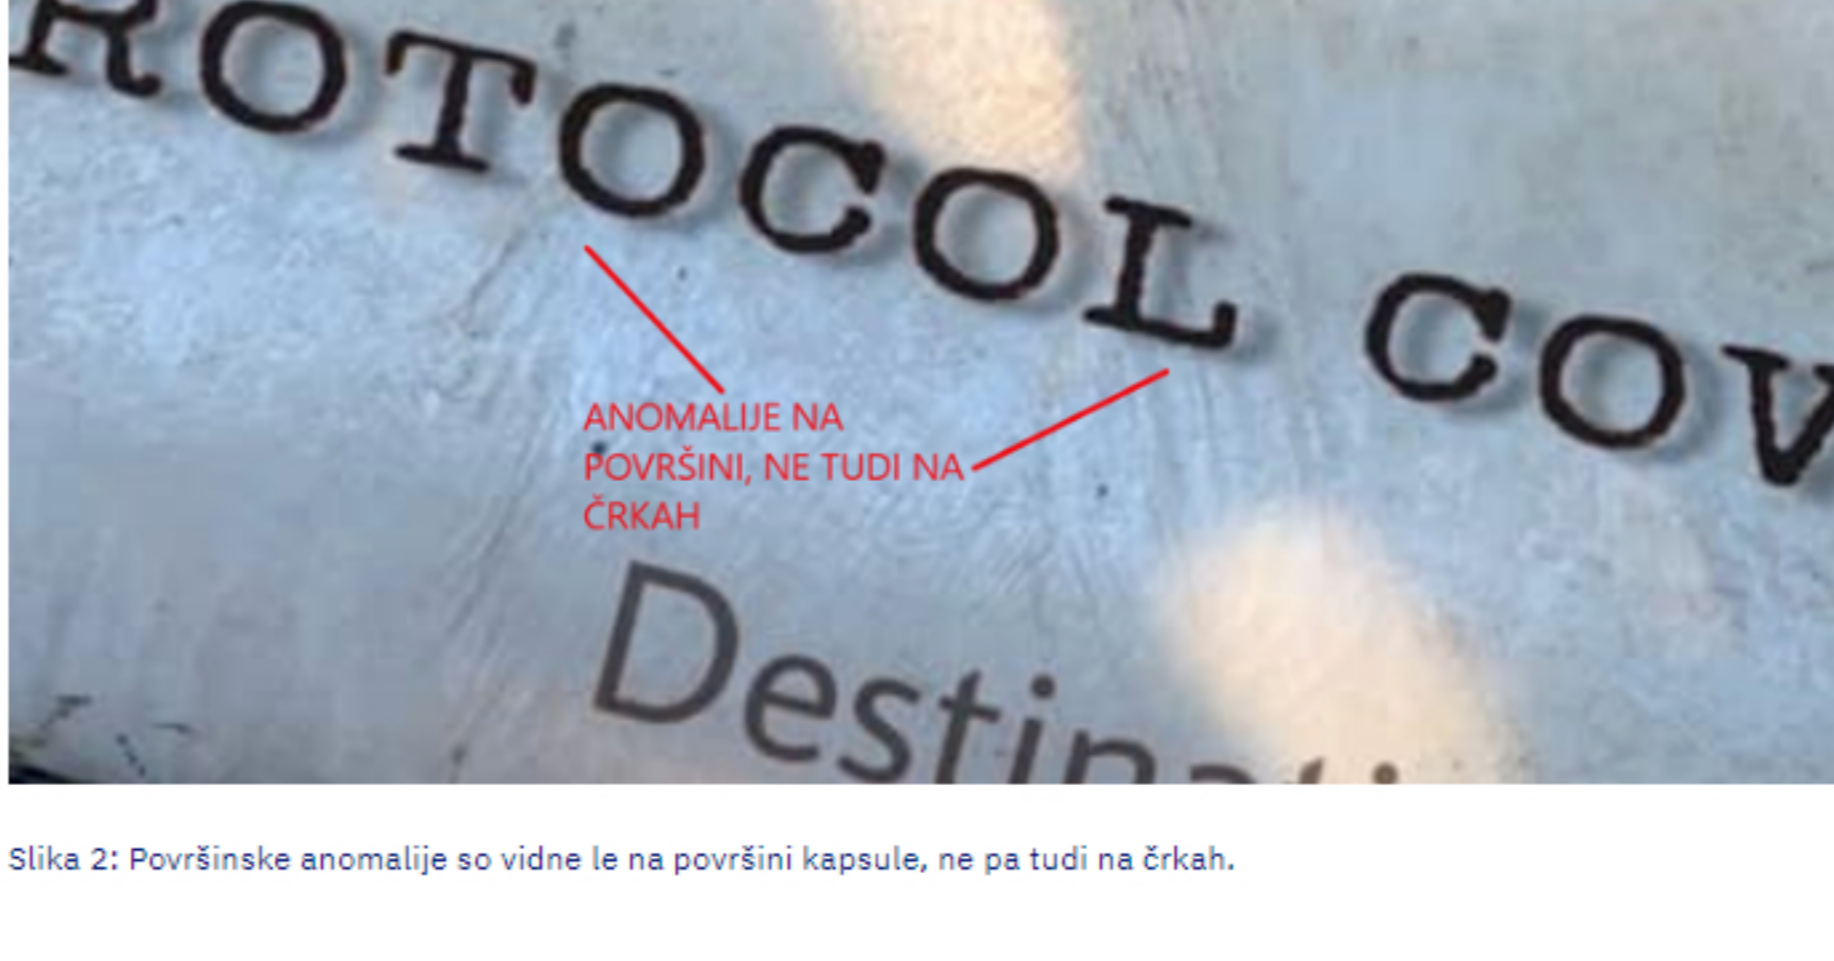 ROTOCOL COV
ANOMALIJE NA
POVRŠINI, NE TUDI NA
ČRKAH
Destinati
Slika 2: Površinske anomalije so vidne le na površini kapsule, ne pa tudi na črkah.